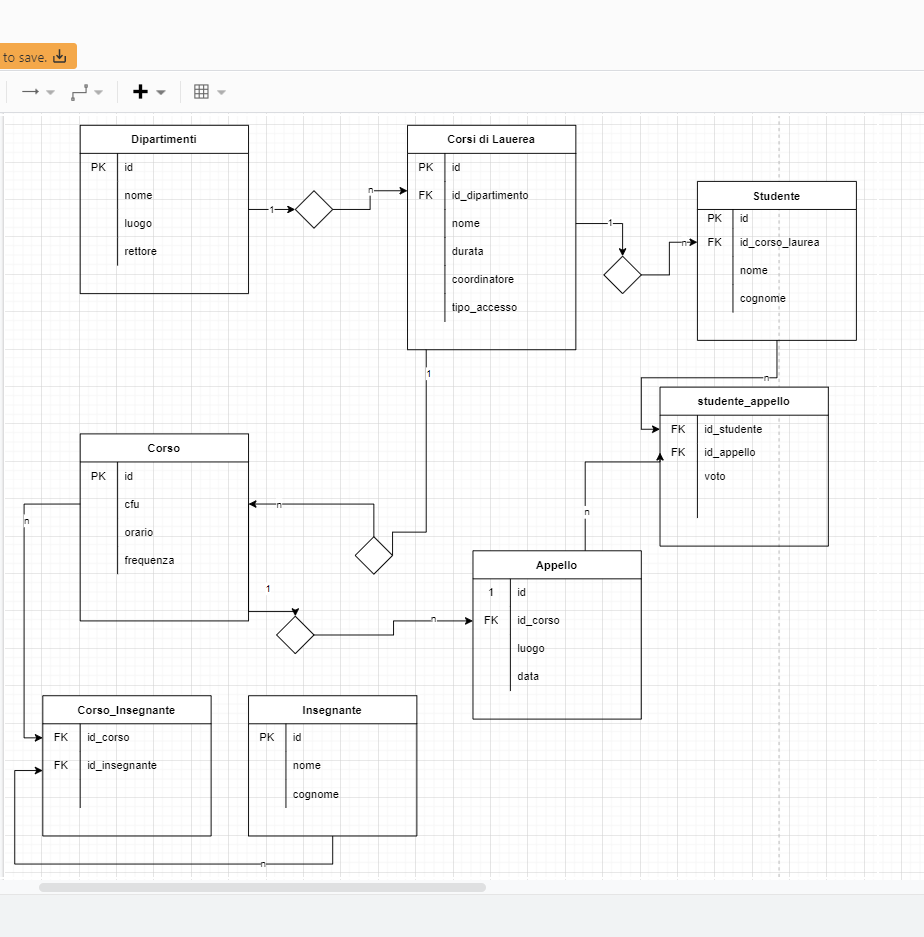 to save.
Dipartimenti
PK id
nome
luogo
rettore
1
n
Corsi di Lauerea
PK id
FK id_dipartimento
nome
durata
coordinatore
tipo_accesso
1
n
Studente
PK id
FK id_corso_laurea
nome
cognome
n
1
studente_appello
FK id_studente
FK id_appello
voto
Corso
PK id
cfu
orario
frequenza
n
n
1
n
n
Appello
1 id
FK id_corso
luogo
data
Corso_Insegnante
FK id_corso
FK id_insegnante
Insegnante
PK id
nome
cognome
n